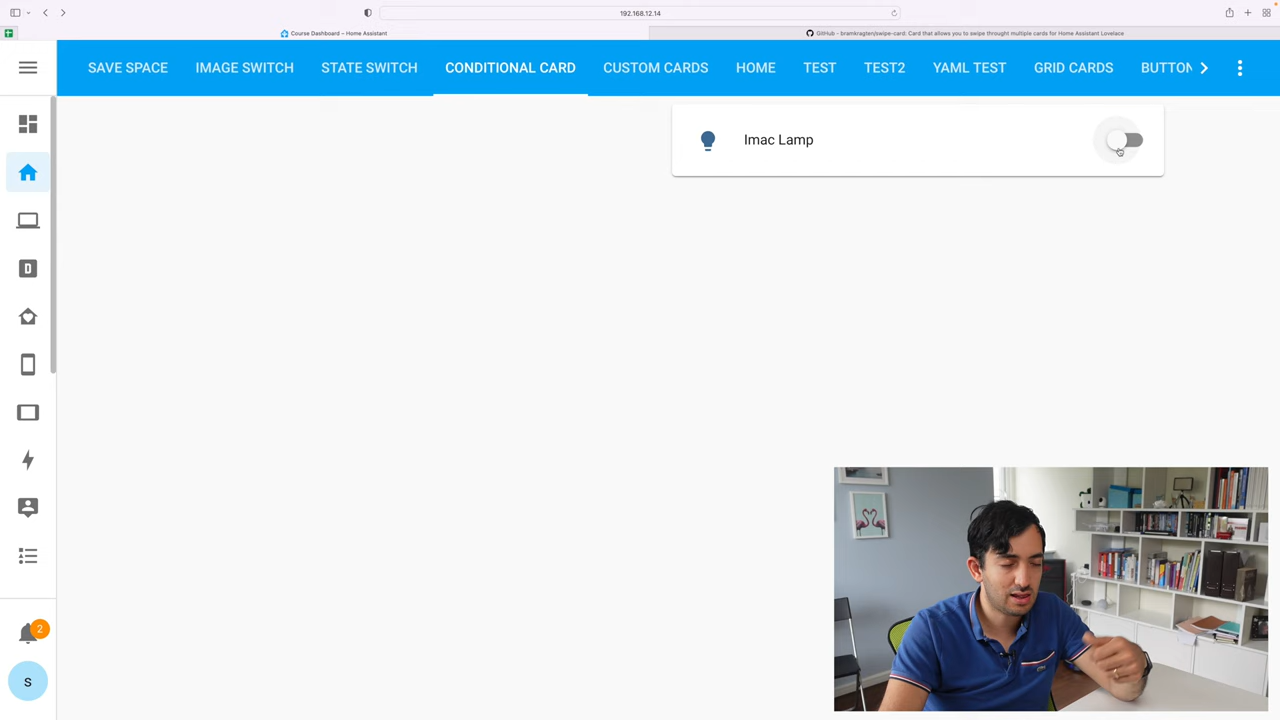 192.168.12.14
Course Dashboard – Home Assistant
GitHub - bramkragten/swipe-card: Card that allows you to swipe throught multiple cards for Home Assistant Lovelace
SAVE SPACE IMAGE SWITCH STATE SWITCH CONDITIONAL CARD CUSTOM CARDS HOME TEST TEST2 YAML TEST GRID CARDS BUTTON
Imac Lamp
D
2
s